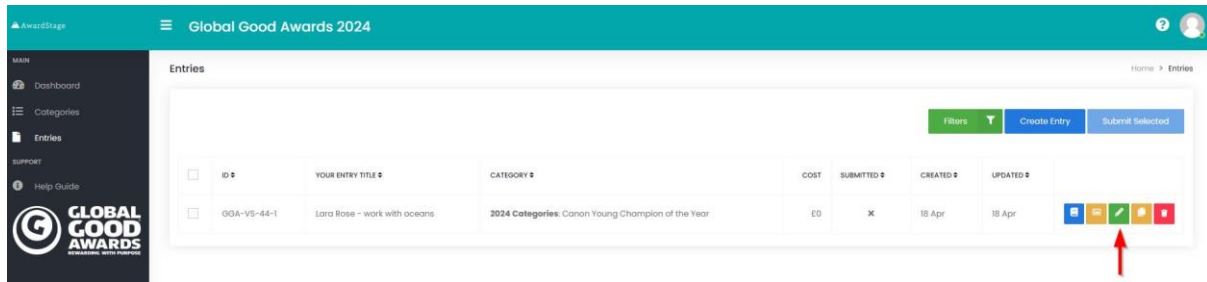 AwardStage
Global Good Awards 2024
MAIN
Dashboard
Categories
Entries
SUPPORT
Help Guide
GLOBAL
GOOD
AWARDS
REWARDING WITH PURPOSE
Entries
Home > Entries
Filters Create Entry Submit Selected
ID YOUR ENTRY TITLE CATEGORY COST SUBMITTED CREATED UPDATED
GGA-VS-44-1 Lara Rose - work with oceans 2024 Categories: Canon Young Champion of the Year £0 × 18 Apr 18 Apr